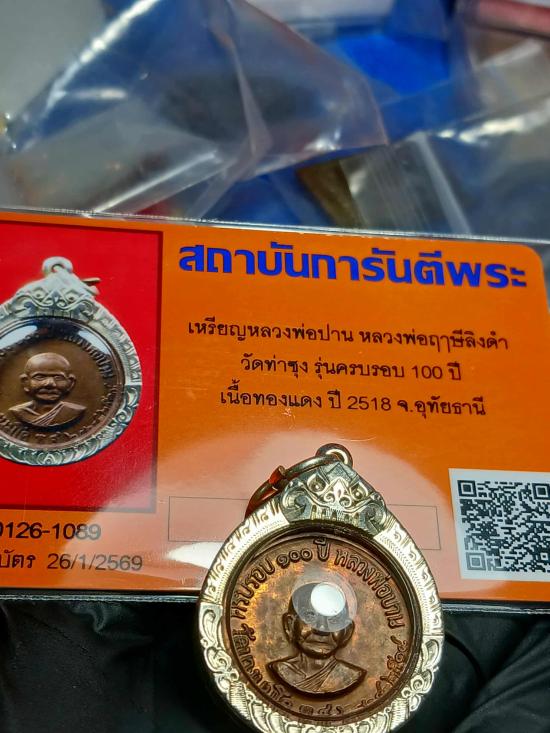 สถาบันการันตีพระ
เหรียญหลวงพ่อปาน หลวงพ่อฤาษีลิงดำ
วัดท่าซุง รุ่นครบรอบ 100 ปี
เนื้อทองแดง ปี 2518 จ.อุทัยธานี
0126-1089
บัตร 26/1/2569
ครบรอบ ๑๐๐ ปี หลวงพ่อปาน